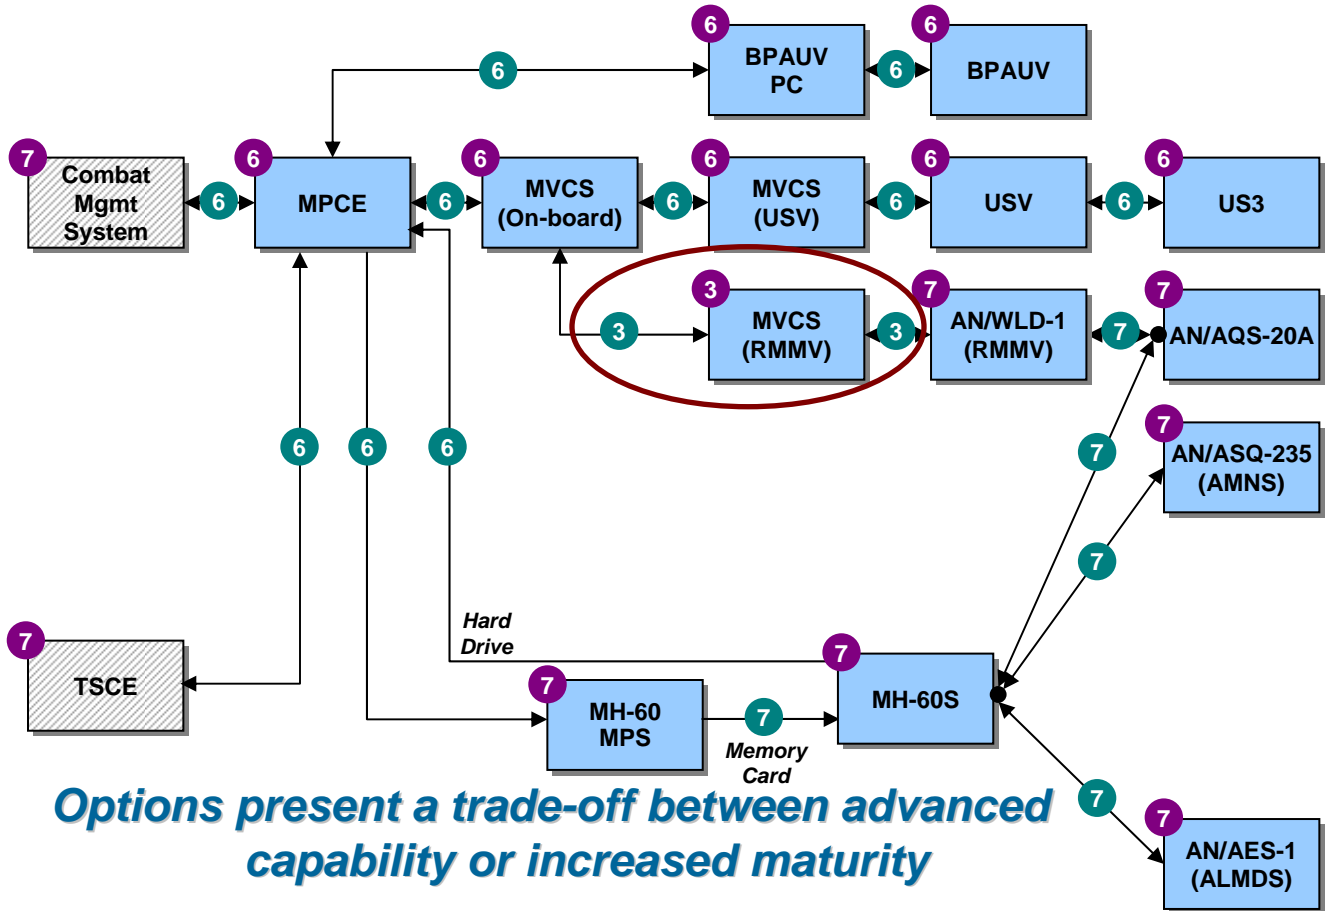 6
6
BPAUV
PC
6
BPAUV
6
7
Combat
Mgmt
System
6
6
MPCE
6
6
MVCS
(On-board)
6
6
MVCS
(USV)
6
6
USV
6
6
US3
3
3
MVCS
(RMMV)
3
7
AN/WLD-1
(RMMV)
7
7
AN/AQS-20A
6
6
6
7
7
AN/ASQ-235
(AMNS)
7
7
TSCE
Hard
Drive
7
MH-60
MPS
7
Memory
Card
7
MH-60S
7
7
AN/AES-1
(ALMDS)
Options present a trade-off between advanced
capability or increased maturity